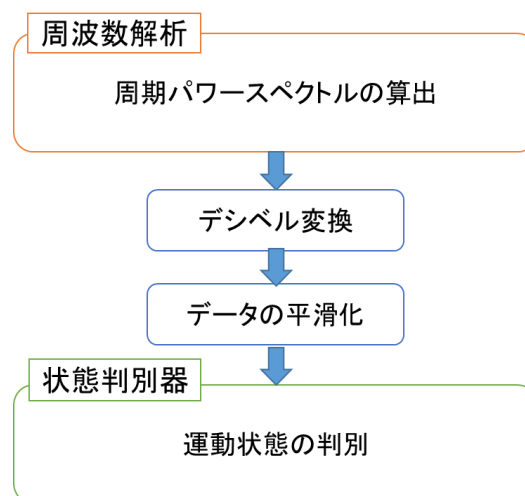 周波数解析
周期パワースペクトルの算出
デシベル変換
データの平滑化
状態判別器
運動状態の判別